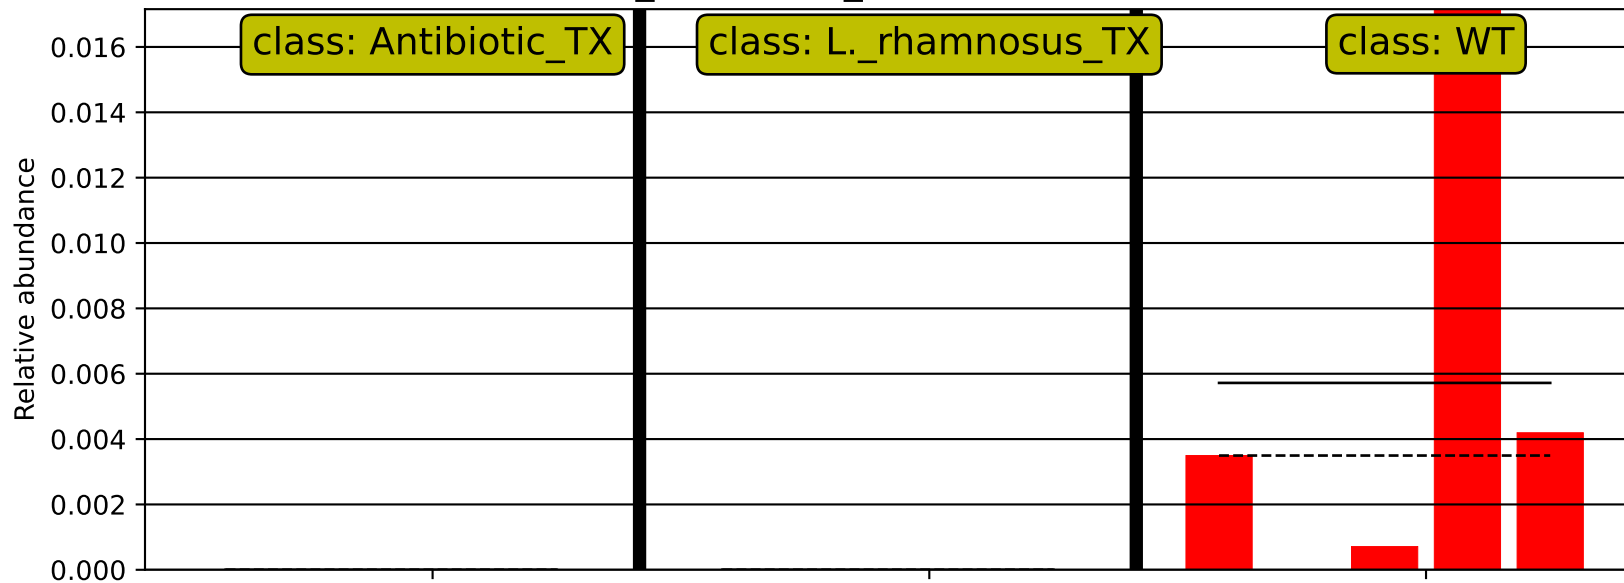 class: Antibiotic_TX
class: L._rhamnosus_TX
class: WT
0.016
0.014
0.012
0.010
0.008
0.006
0.004
0.002
0.000
Relative abundance